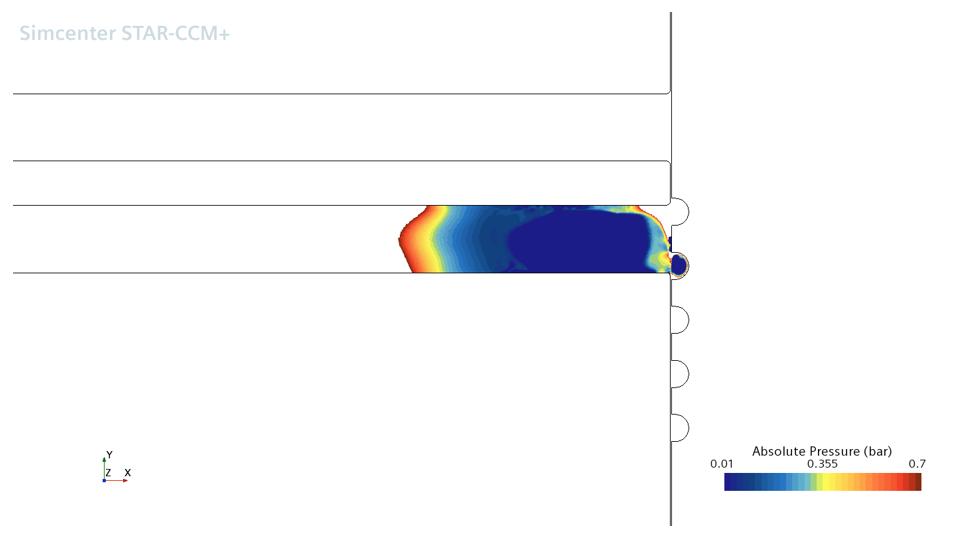 Simcenter STAR-CCM+
Y
Z X
Absolute Pressure (bar)
0.01 0.355 0.7